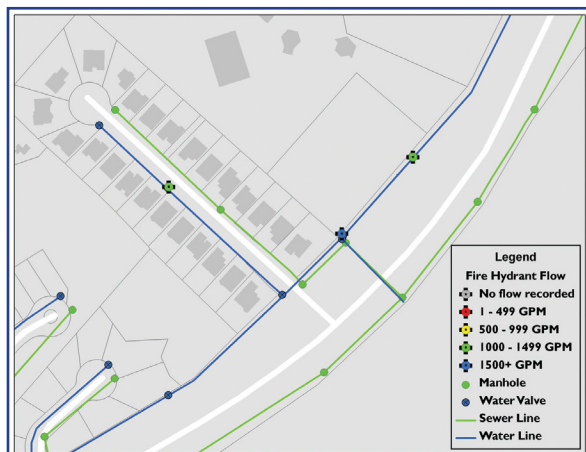 Legend
Fire Hydrant Flow
No flow recorded
1 - 499 GPM
500 - 999 GPM
1000 - 1499 GPM
1500+ GPM
Manhole
Water Valve
Sewer Line
Water Line